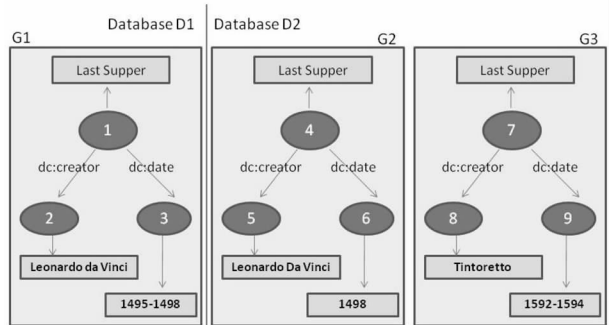 Database D1
Database D2
G1
G2
G3
Last Supper
Last Supper
Last Supper
1
4
7
dc:creator
dc:date
dc:creator
dc:date
dc:creator
dc:date
2
3
5
6
8
9
Leonardo da Vinci
Leonardo Da Vinci
Tintoretto
1495-1498
1498
1592-1594